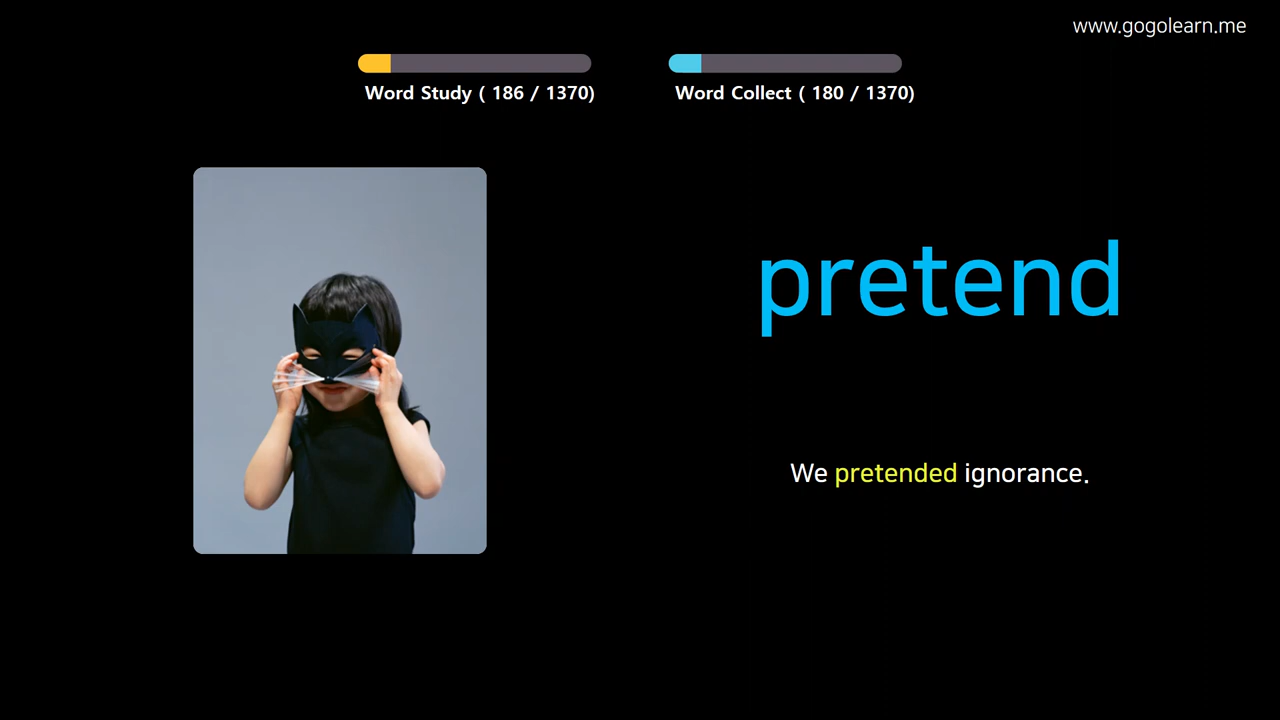 www.gogolearn.me
Word Study ( 186 / 1370)
Word Collect ( 180 / 1370)
pretend
We pretended ignorance.